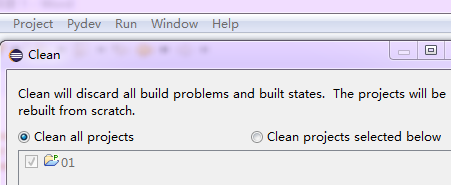 Project Pydev Run Window Help
Clean
Clean will discard all build problems and built states. The projects will be
rebuilt from scratch.
Clean all projects Clean projects selected below
01